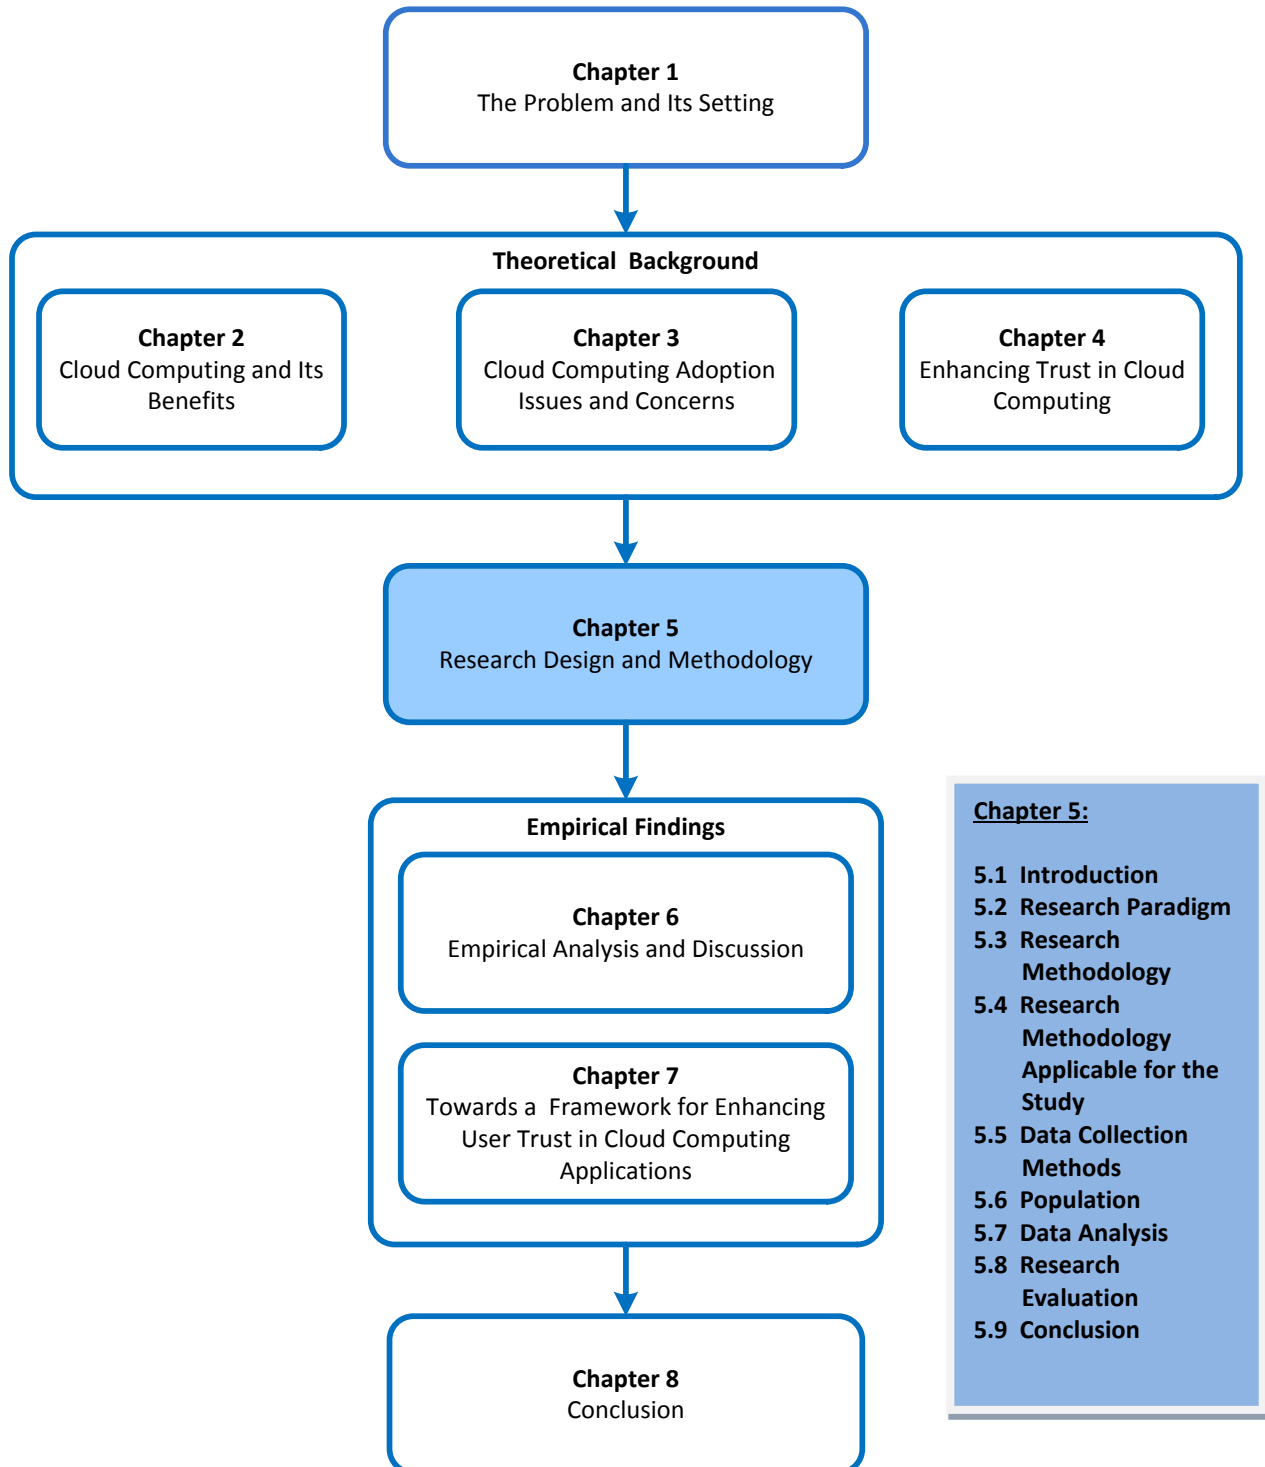 Chapter 1
The Problem and Its Setting
Theoretical Background
Chapter 2
Cloud Computing and Its
Benefits
Chapter 3
Cloud Computing Adoption
Issues and Concerns
Chapter 4
Enhancing Trust in Cloud
Computing
Chapter 5
Research Design and Methodology
Empirical Findings
Chapter 6
Empirical Analysis and Discussion
Chapter 7
Towards a Framework for Enhancing
User Trust in Cloud Computing
Applications
Chapter 8
Conclusion
Chapter 5:
5.1 Introduction
5.2 Research Paradigm
5.3 Research
Methodology
5.4 Research
Methodology
Applicable for the
Study
5.5 Data Collection
Methods
5.6 Population
5.7 Data Analysis
5.8 Research
Evaluation
5.9 Conclusion